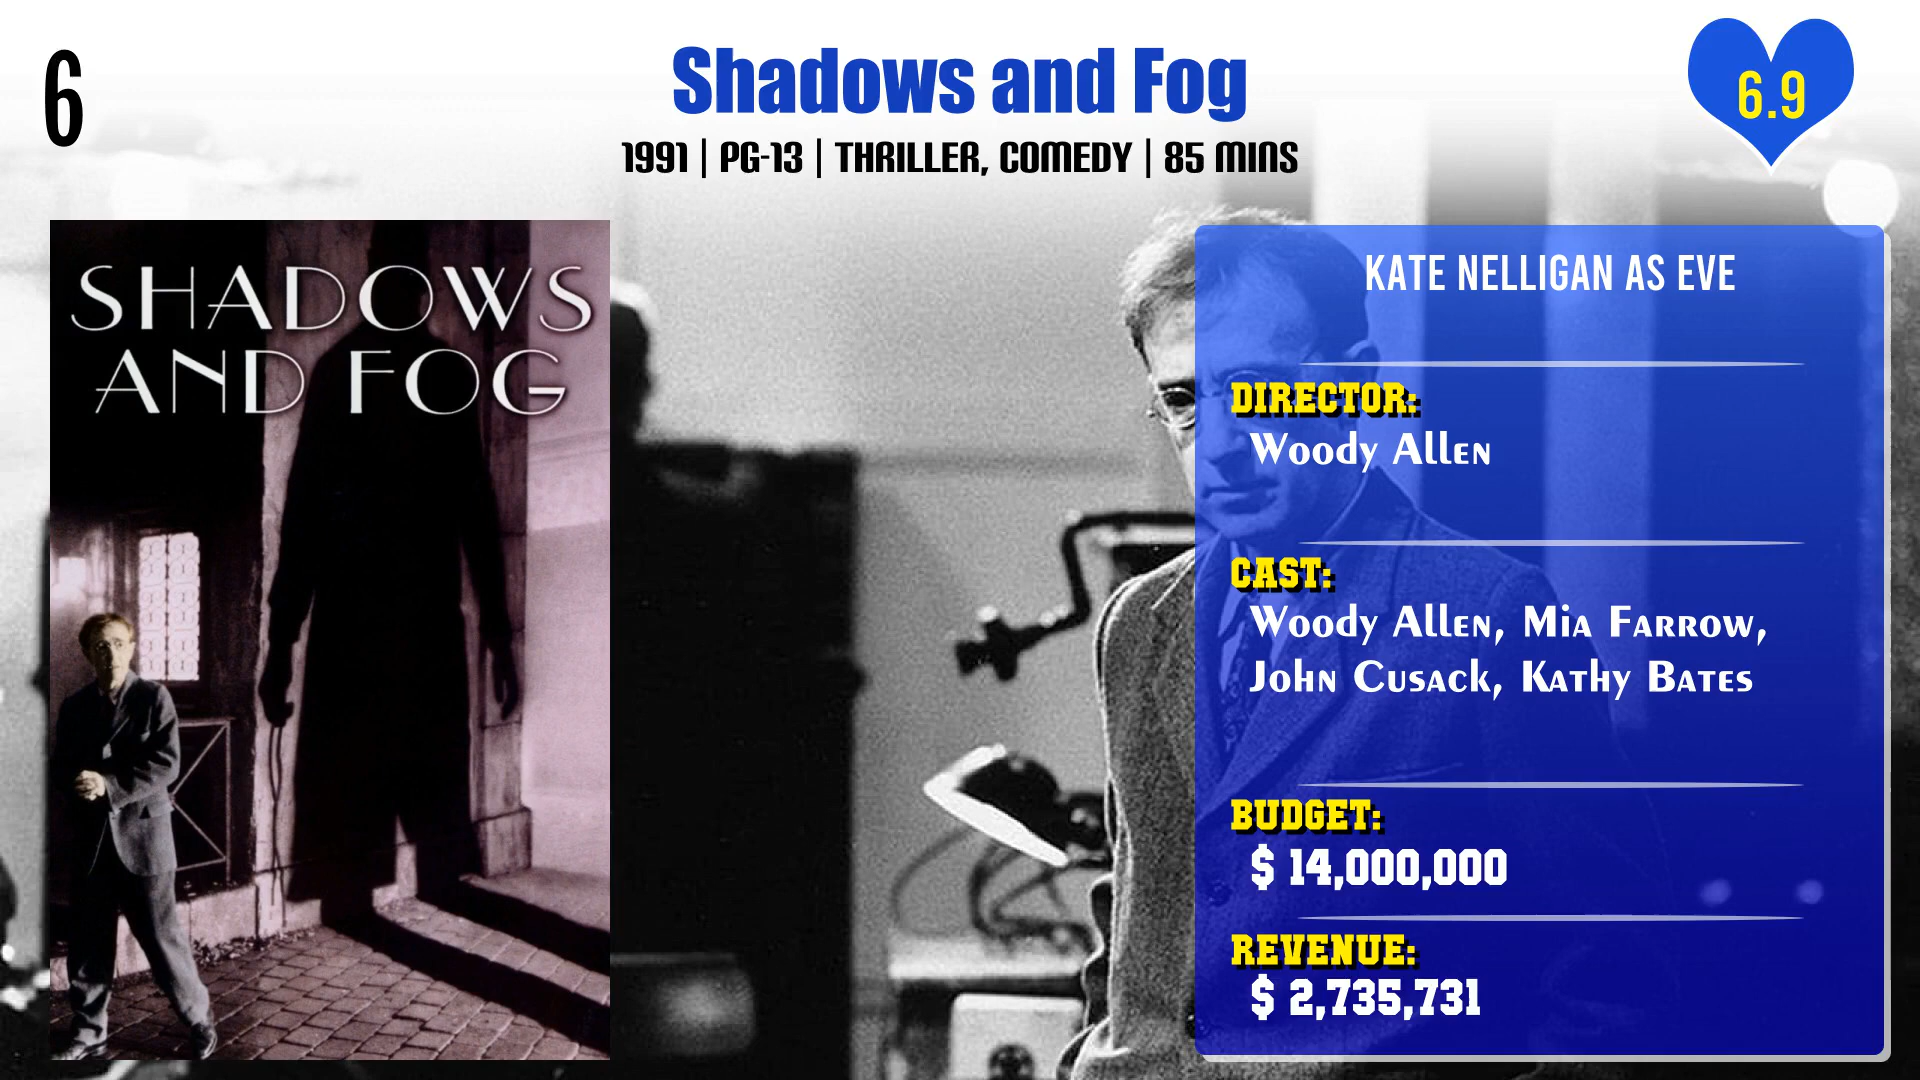 6
Shadows and Fog
6.9
1991 | PG-13 | THRILLER, COMEDY | 85 MINS
SHADOWS
AND FOG
KATE NELLIGAN AS EVE
DIRECTOR:
Woody Allen
CAST:
Woody Allen, Mia Farrow,
John Cusack, Kathy Bates
BUDGET:
$ 14,000,000
REVENUE:
$ 2,735,731